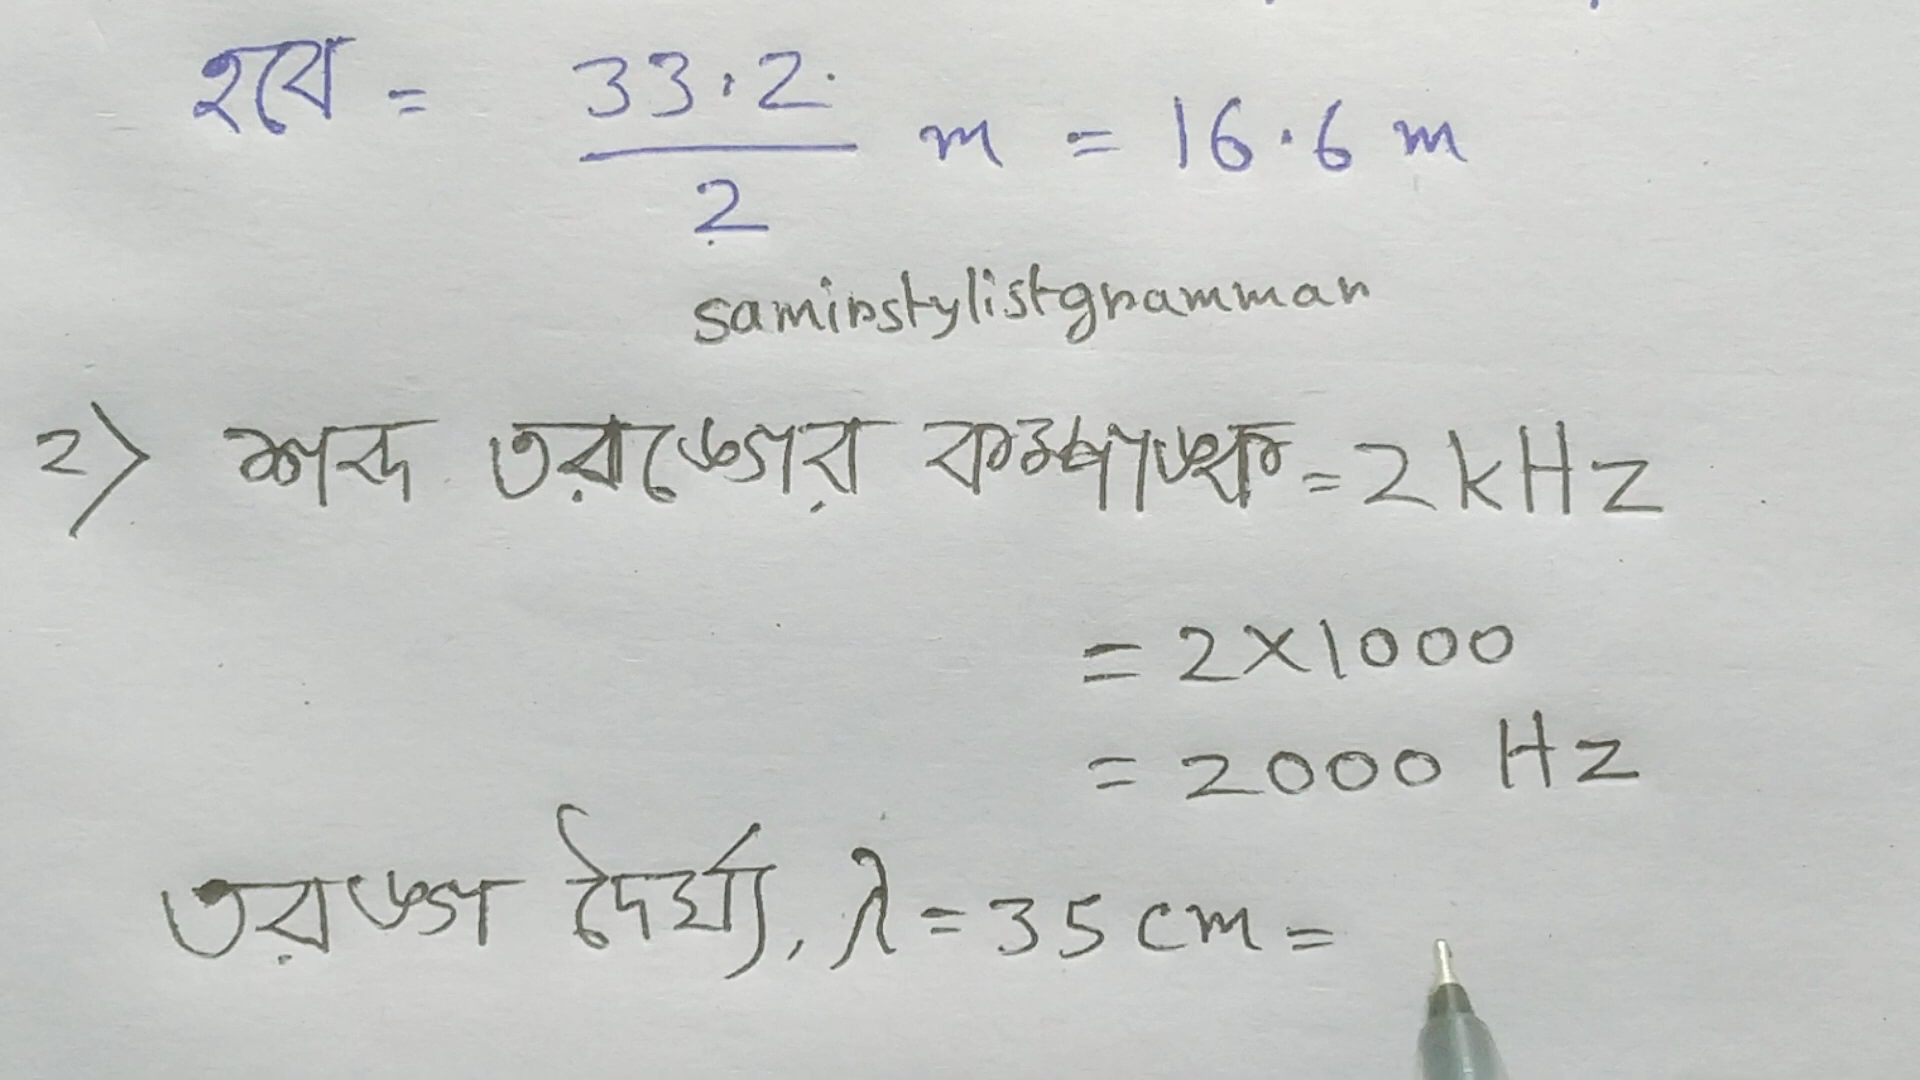 হবে = 33.2 / 2 m = 16.6 m
saminstylistgrammar
2) শব্দ তরঙ্গের কম্পাঙ্ক = 2 kHz
= 2×1000
= 2000 Hz
তরঙ্গ দৈর্ঘ্য, λ = 35 cm =